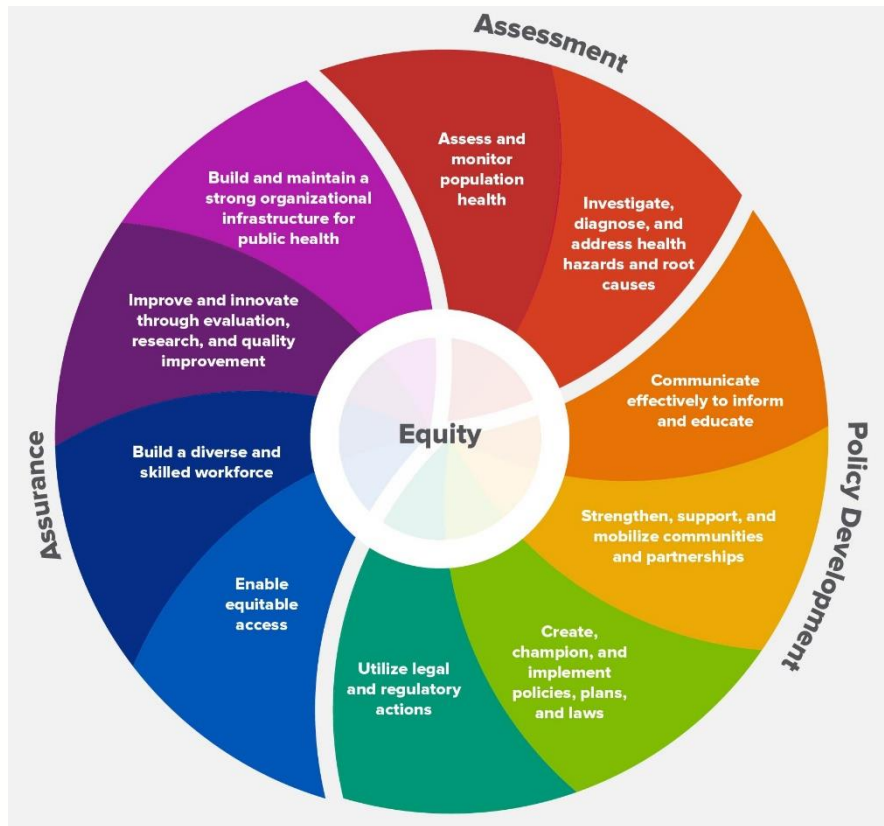 Assessment
Assess and
monitor
population
health
Investigate,
diagnose, and
address health
hazards and root
causes
Policy Development
Communicate
effectively to inform
and educate
Strengthen, support, and
mobilize communities
and partnerships
Create,
champion, and
implement
policies, plans,
and laws
Utilize legal
and regulatory
actions
Assurance
Enable
equitable
access
Build a diverse and
skilled workforce
Improve and innovate
through evaluation,
research, and quality
improvement
Build and maintain a
strong organizational
infrastructure for
public health
Equity